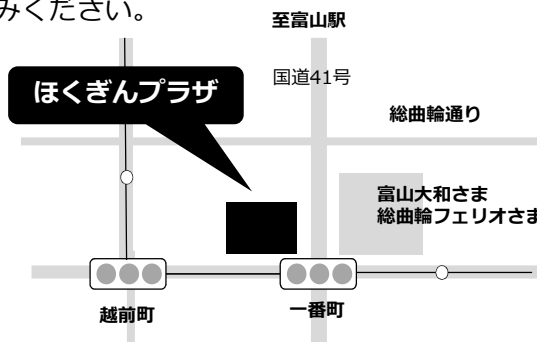 みください。
至富山駅
国道41号
ほくぎんプラザ
総曲輪通り
富山大和さま
総曲輪フェリオさま
越前町
一番町